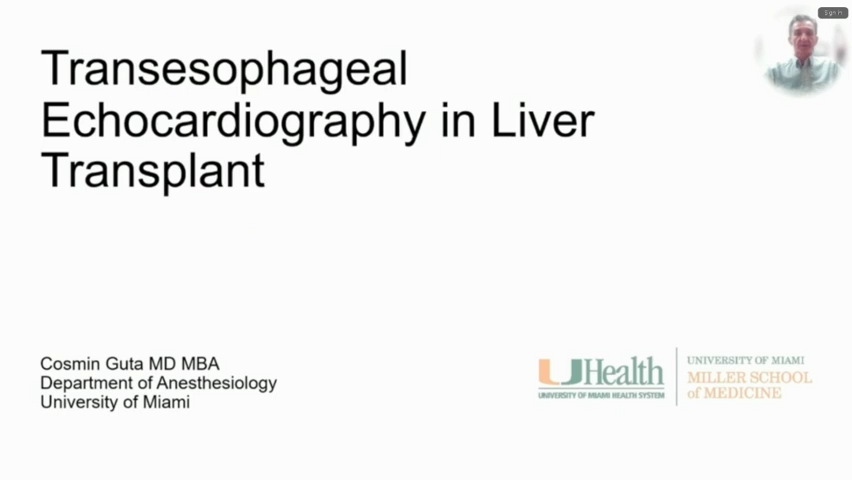 Sign in
Transesophageal
Echocardiography in Liver
Transplant
Cosmin Guta MD MBA
Department of Anesthesiology
University of Miami
UHealth
UNIVERSITY OF MIAMI HEALTH SYSTEM
UNIVERSITY OF MIAMI
MILLER SCHOOL
of MEDICINE